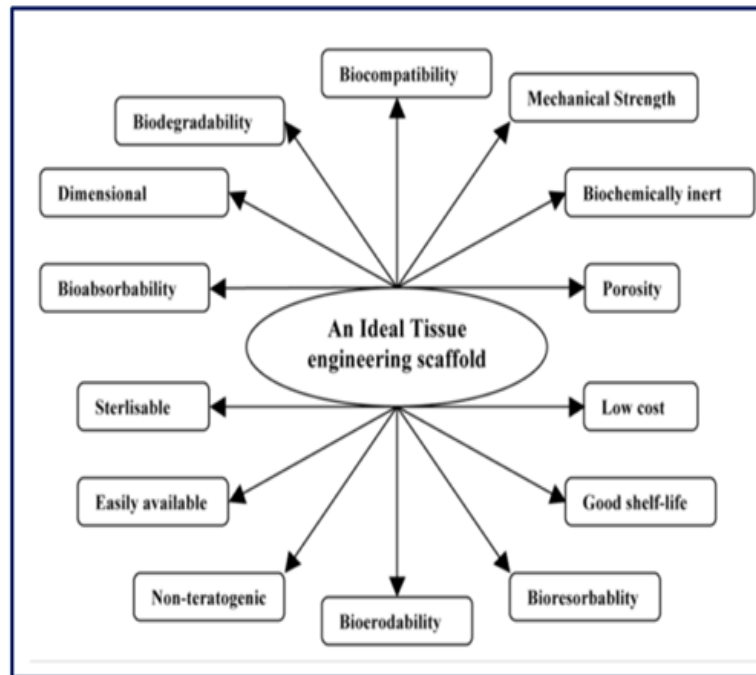 Biocompatibility
Mechanical Strength
Biodegradability
Dimensional
Biochemically inert
Bioabsorbability
Porosity
An Ideal Tissue
engineering scaffold
Sterlisable
Low cost
Easily available
Good shelf-life
Non-teratogenic
Bioerodability
Bioresorbablity